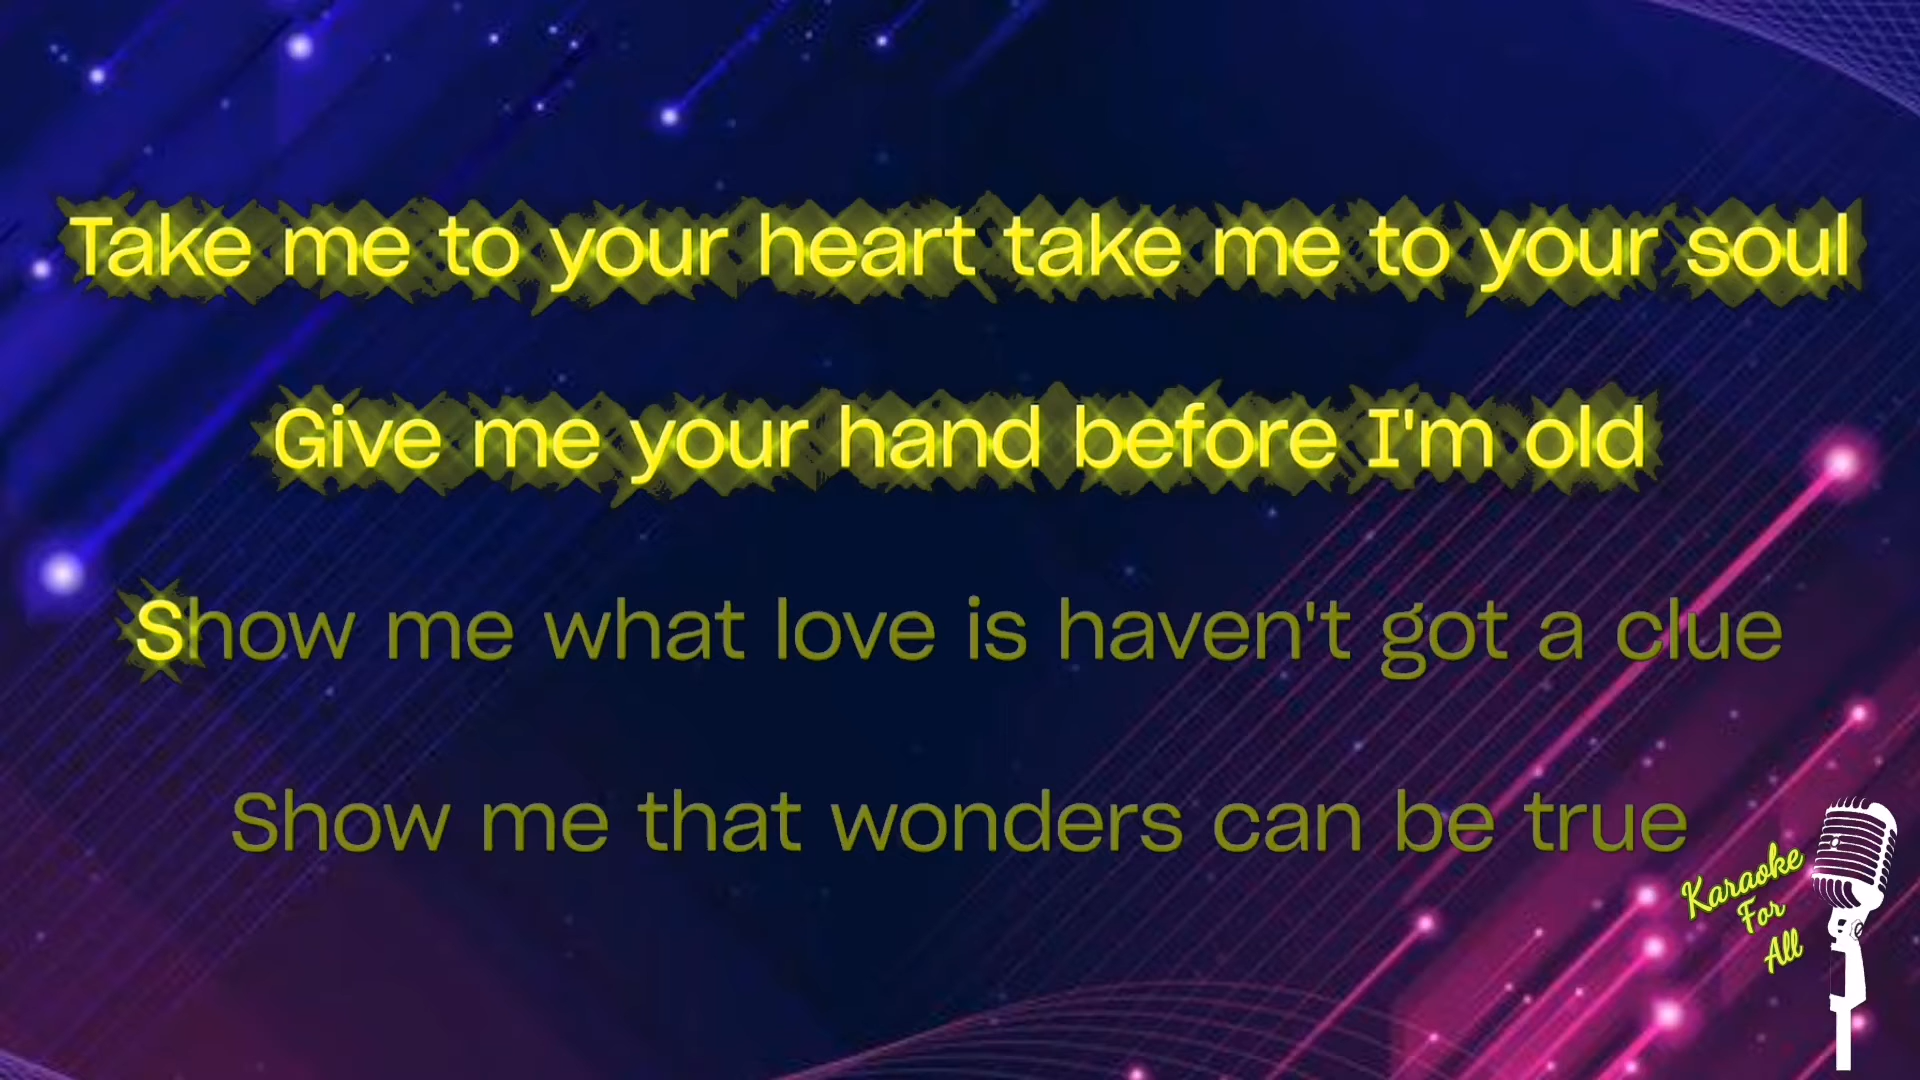 Take me to your heart take me to your soul
Give me your hand before I'm old
Show me what love is haven't got a clue
Show me that wonders can be true
Karaoke
For
All